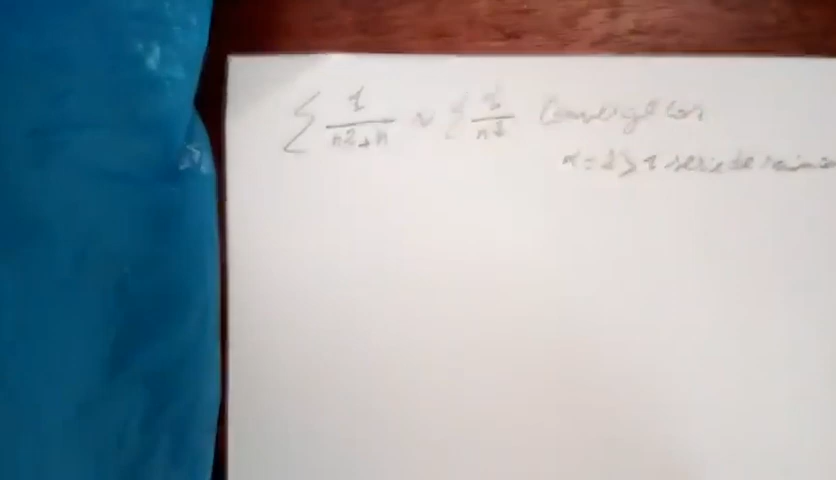 ∑ 1/(n2+n) ~ ∑ 1/n2 Converge
α = 2 > 1 serie de